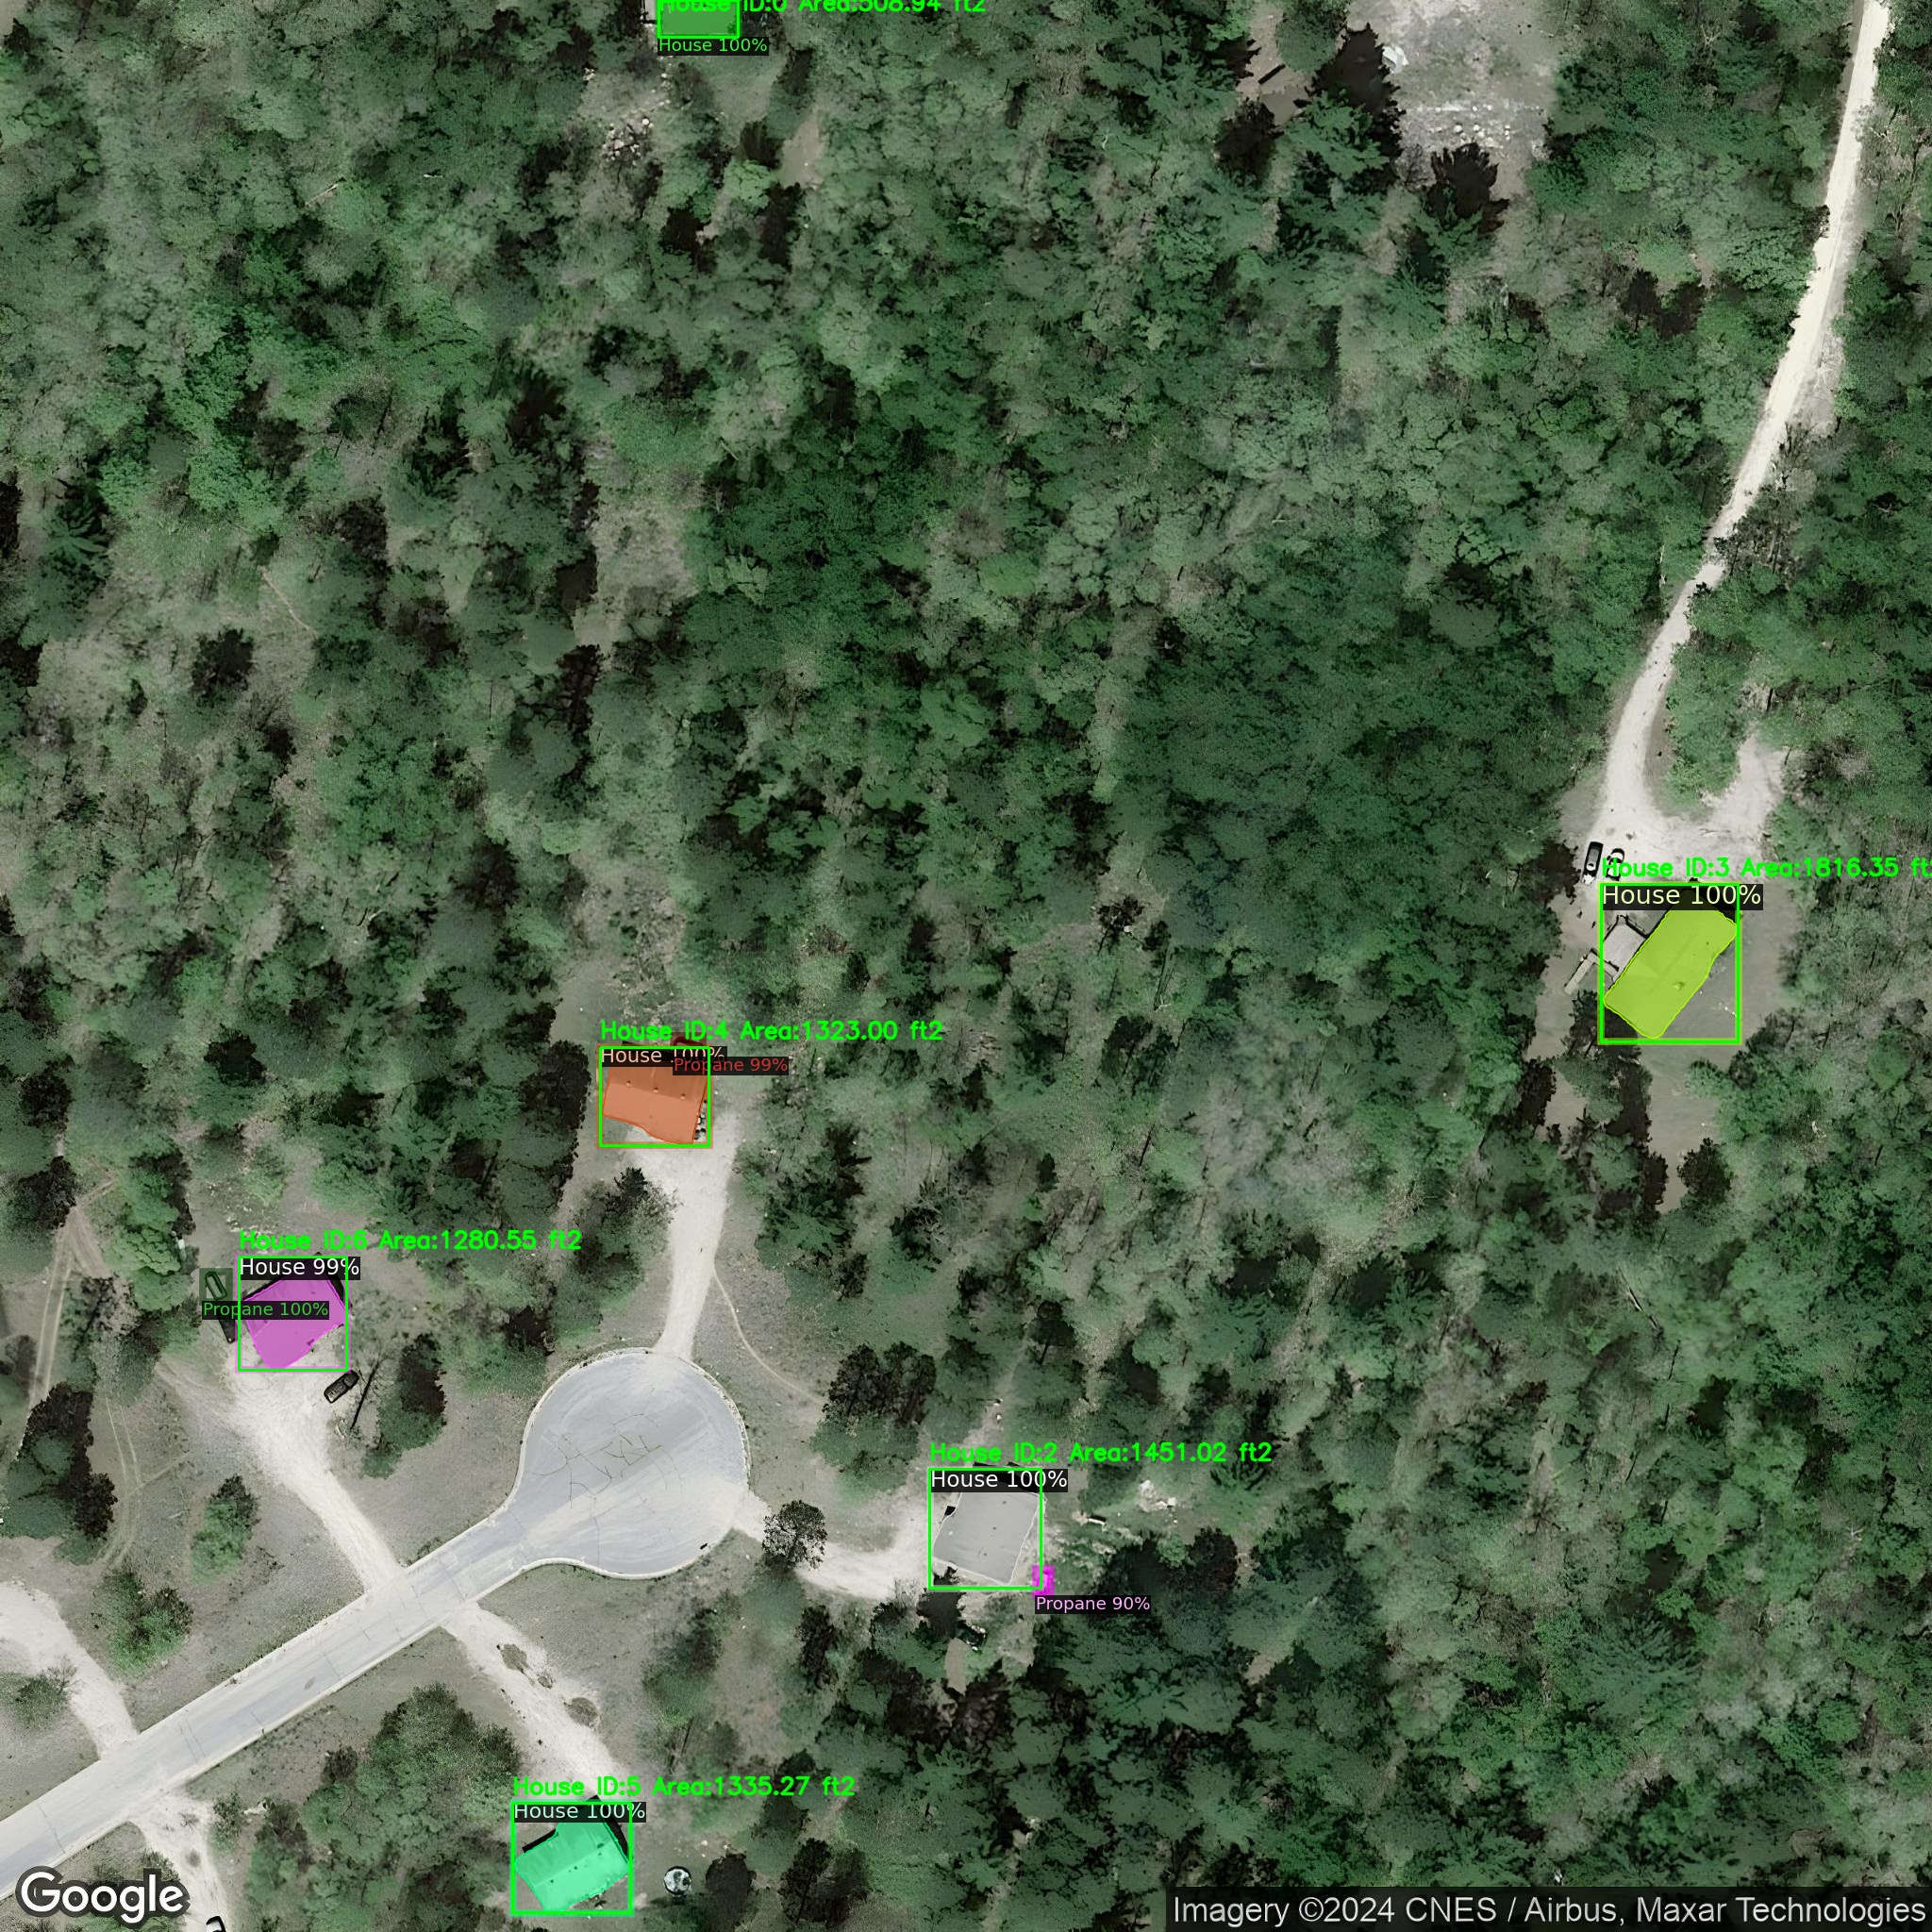 House ID:0 Area:508.94 ft2
House 100%
House ID:3 Area:1816.35 ft2
House 100%
House ID:4 Area:1323.00 ft2
House 100%
Propane 99%
House ID:6 Area:1280.55 ft2
House 99%
Propane 100%
House ID:2 Area:1451.02 ft2
House 100%
Propane 90%
House ID:5 Area:1335.27 ft2
House 100%
Google
Imagery ©2024 CNES / Airbus, Maxar Technologies